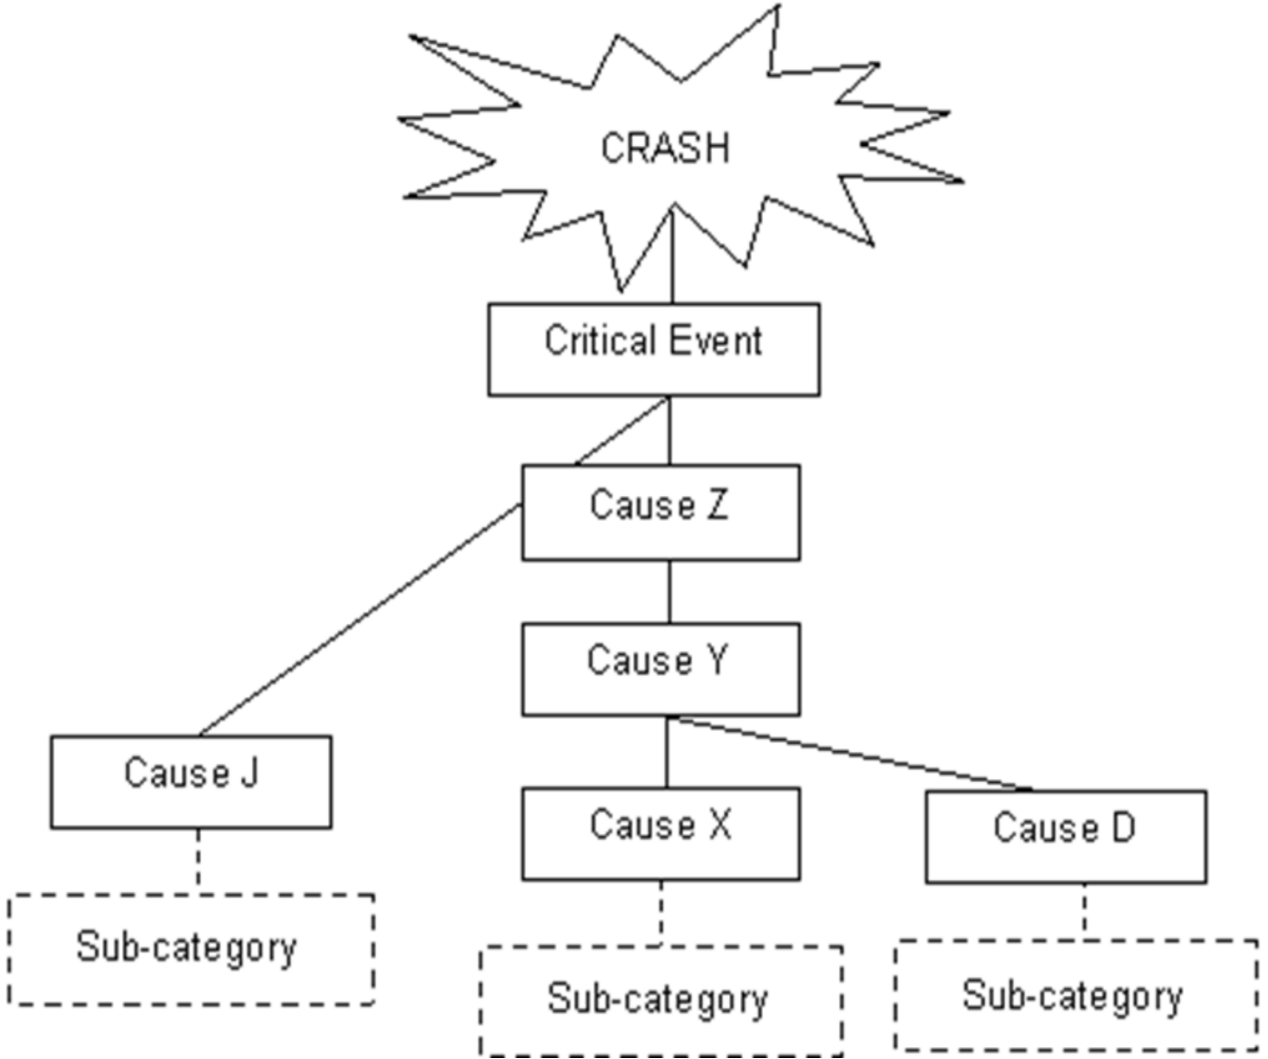 CRASH
Critical Event
Cause Z
Cause Y
Cause J
Cause X
Cause D
Sub-category
Sub-category
Sub-category